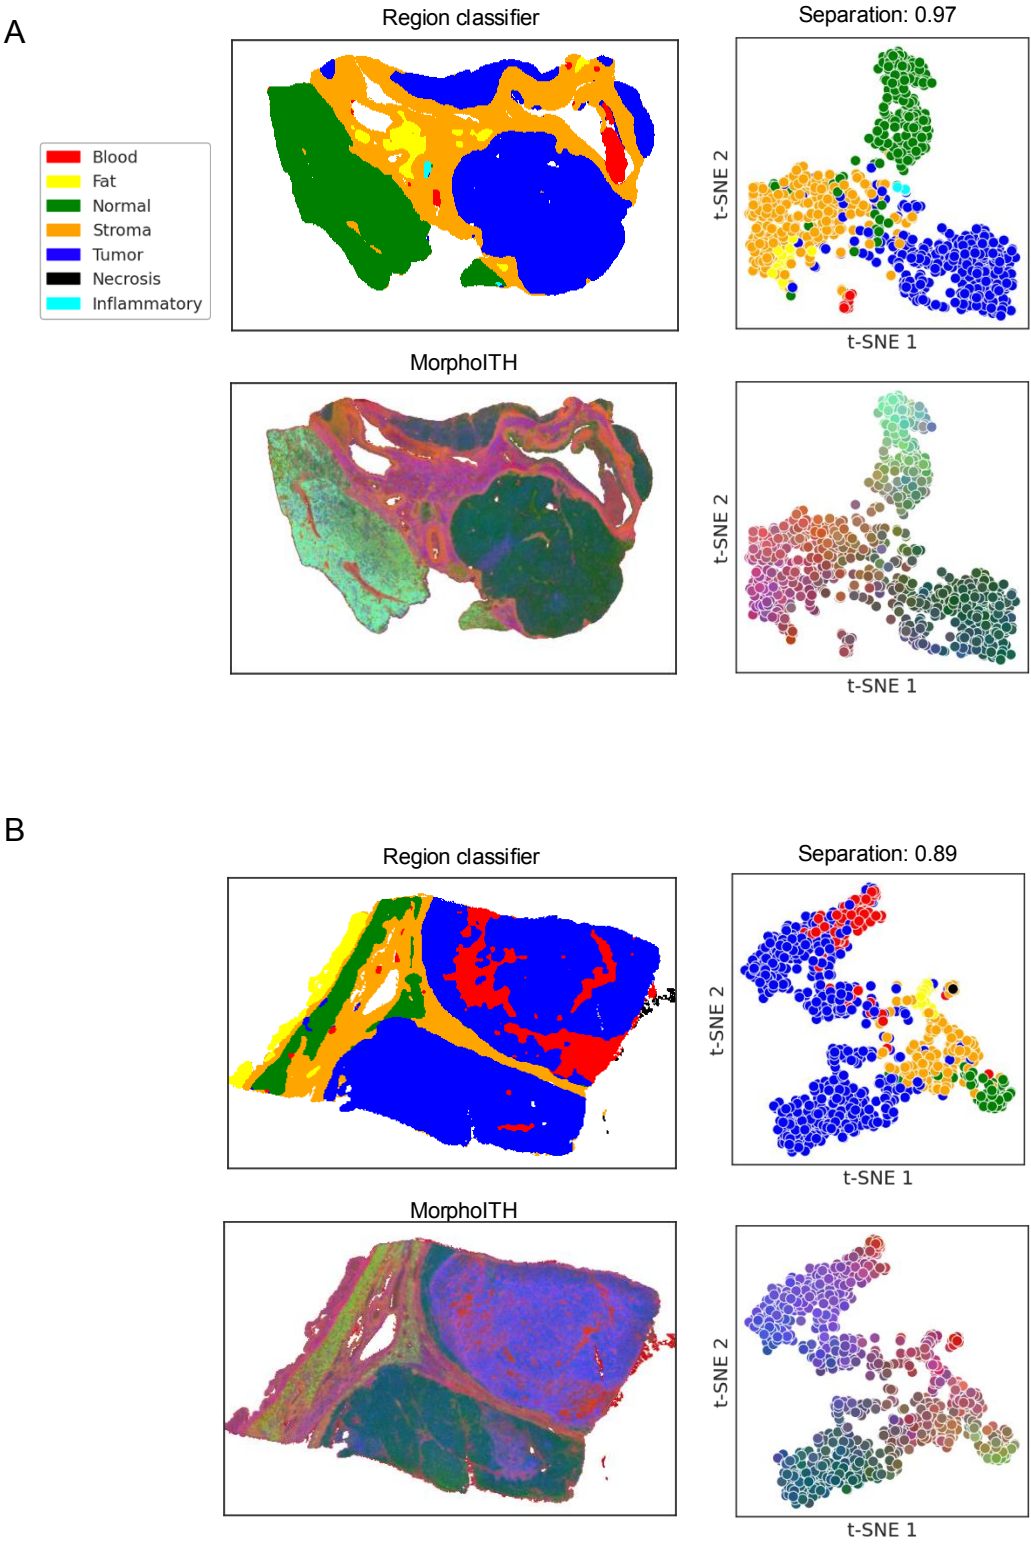 A
Region classifier
Separation: 0.97
Blood
Fat
Normal
Stroma
Tumor
Necrosis
Inflammatory
t-SNE 2
t-SNE 1
MorphoITH
t-SNE 2
t-SNE 1
B
Region classifier
Separation: 0.89
t-SNE 2
t-SNE 1
MorphoITH
t-SNE 2
t-SNE 1